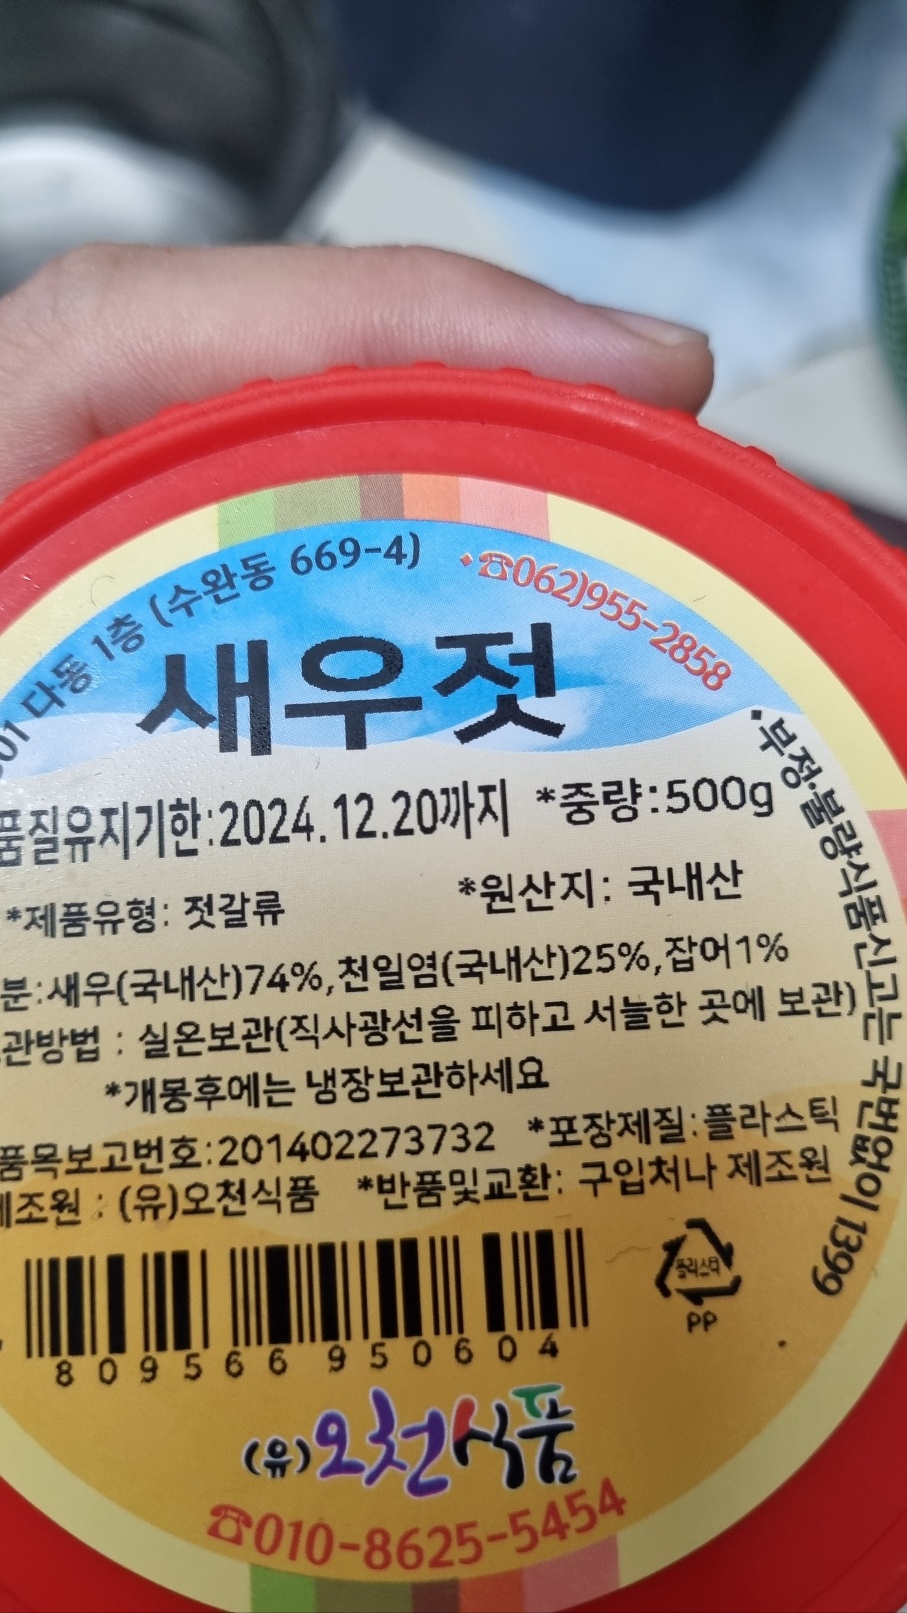 01 다동 1층 (수완동 669-4)
☎062)955-2858
새우젓
품질유지기한:2024.12.20까지 *중량:500g
*제품유형: 젓갈류 *원산지: 국내산
분:새우(국내산)74%,천일염(국내산)25%,잡어1%
관방법 : 실온보관(직사광선을 피하고 서늘한 곳에 보관)
*개봉후에는 냉장보관하세요
품목보고번호:201402273732 *포장제질:플라스틱
제조원 : (유)오천식품 *반품및교환: 구입처나 제조원
·부정·불량식품신고는 국번없이 1399
플라스틱
PP
809566 950604
(유)오천식품
☎010-8625-5454